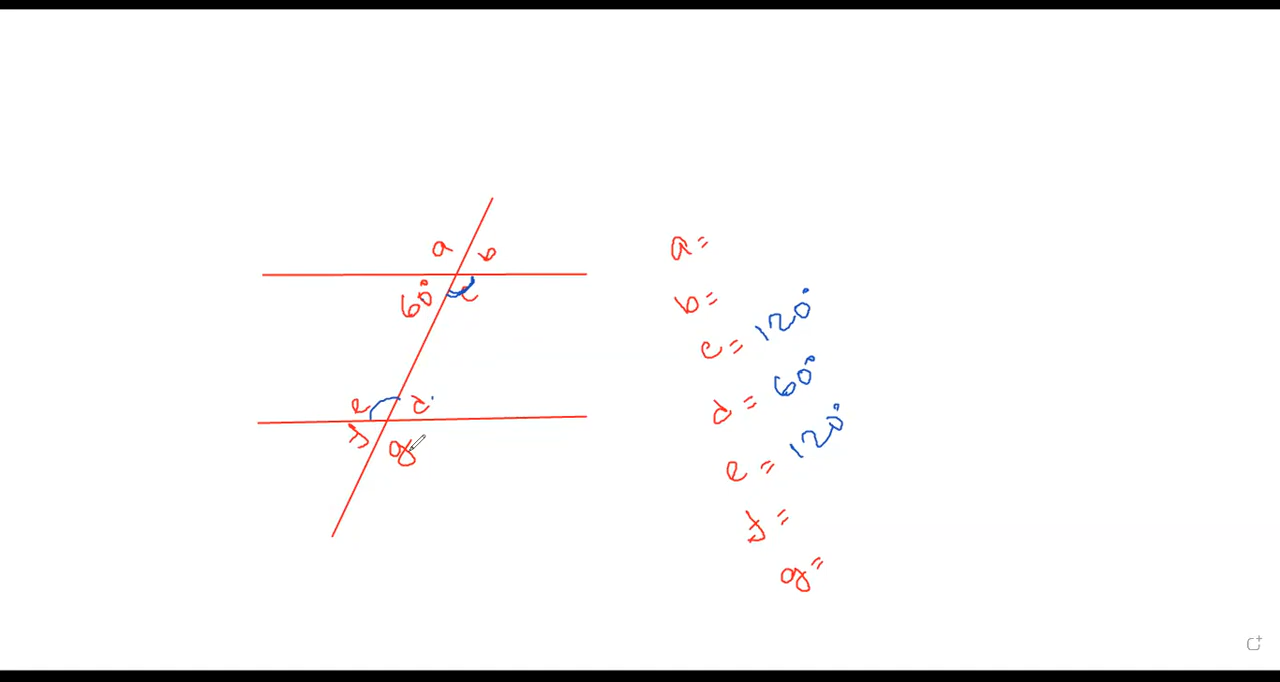 a b
60° c
e d
f g
a =
b =
c = 120°
d = 60°
e = 120°
f =
g =